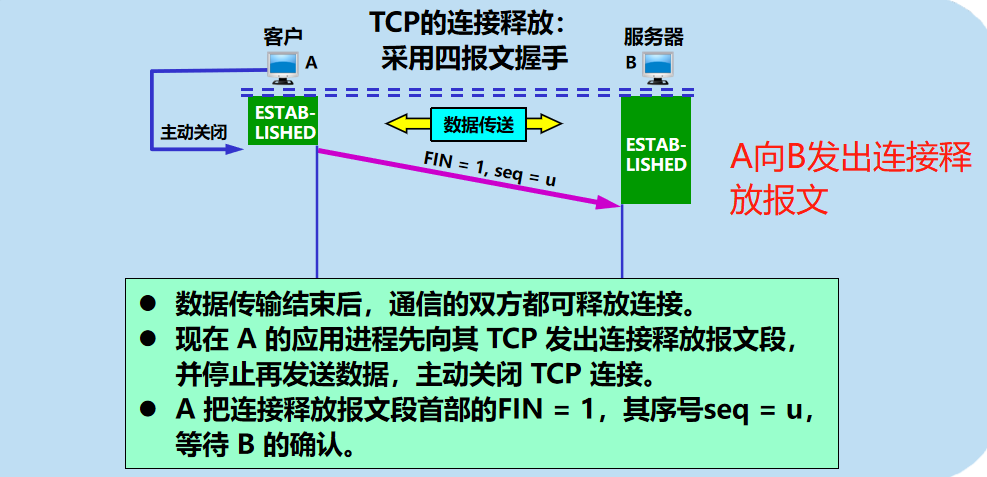 TCP的连接释放：
采用四报文握手
客户
A
服务器
B
ESTAB-
LISHED
主动关闭
数据传送
FIN = 1, seq = u
ESTAB-
LISHED
A向B发出连接释
放报文
● 数据传输结束后，通信的双方都可释放连接。
● 现在 A 的应用进程先向其 TCP 发出连接释放报文段，
并停止再发送数据，主动关闭 TCP 连接。
● A 把连接释放报文段首部的FIN = 1，其序号seq = u，
等待 B 的确认。